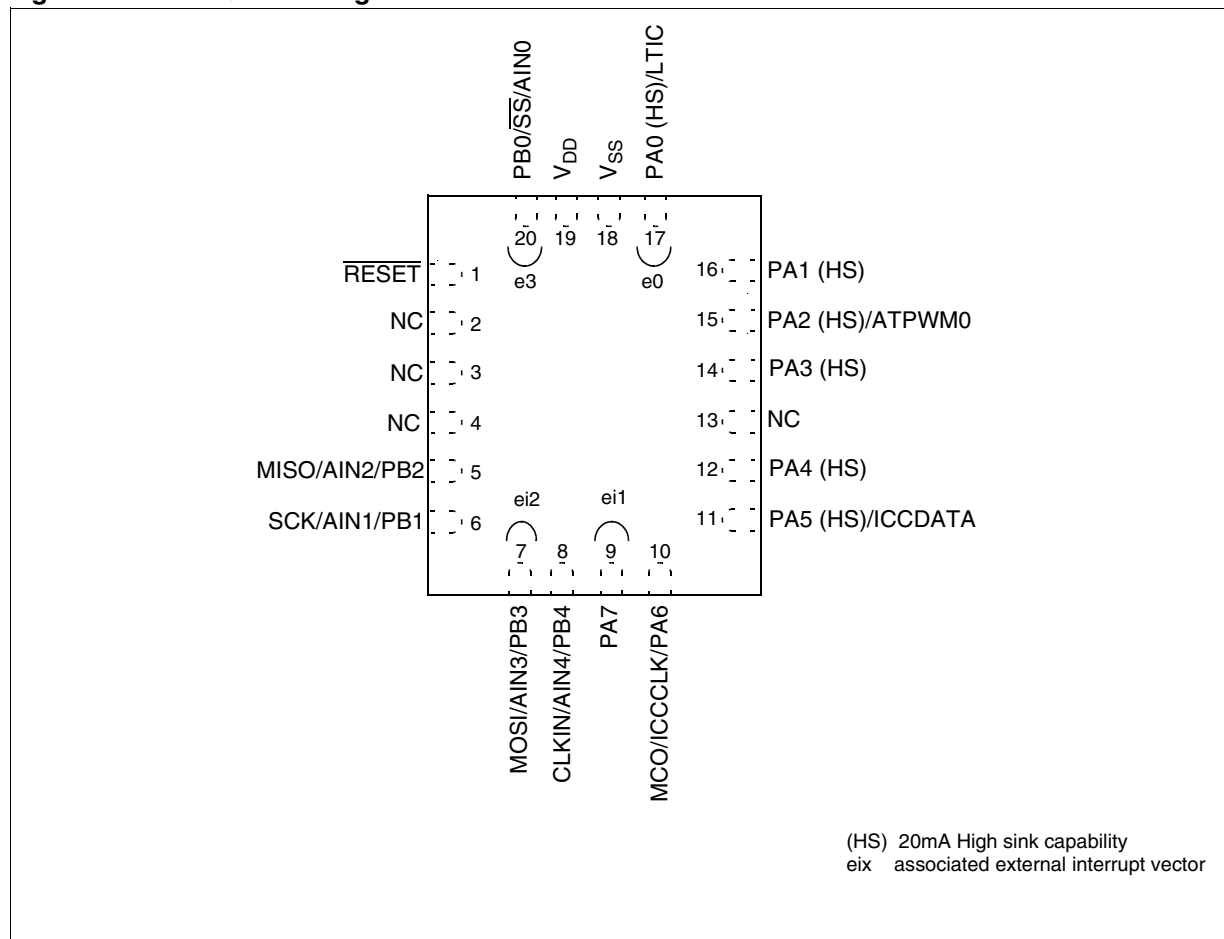 PB0/SS/AIN0
VDD
VSS
PA0 (HS)/LTIC
20
19
18
17
e3
e0
RESET
1
NC
2
NC
3
NC
4
MISO/AIN2/PB2
5
SCK/AIN1/PB1
6
16
PA1 (HS)
15
PA2 (HS)/ATPWM0
14
PA3 (HS)
13
NC
12
PA4 (HS)
11
PA5 (HS)/ICCDATA
ei2
ei1
7
8
9
10
MOSI/AIN3/PB3
CLKIN/AIN4/PB4
PA7
MCO/ICCCLK/PA6
(HS) 20mA High sink capability
eix associated external interrupt vector